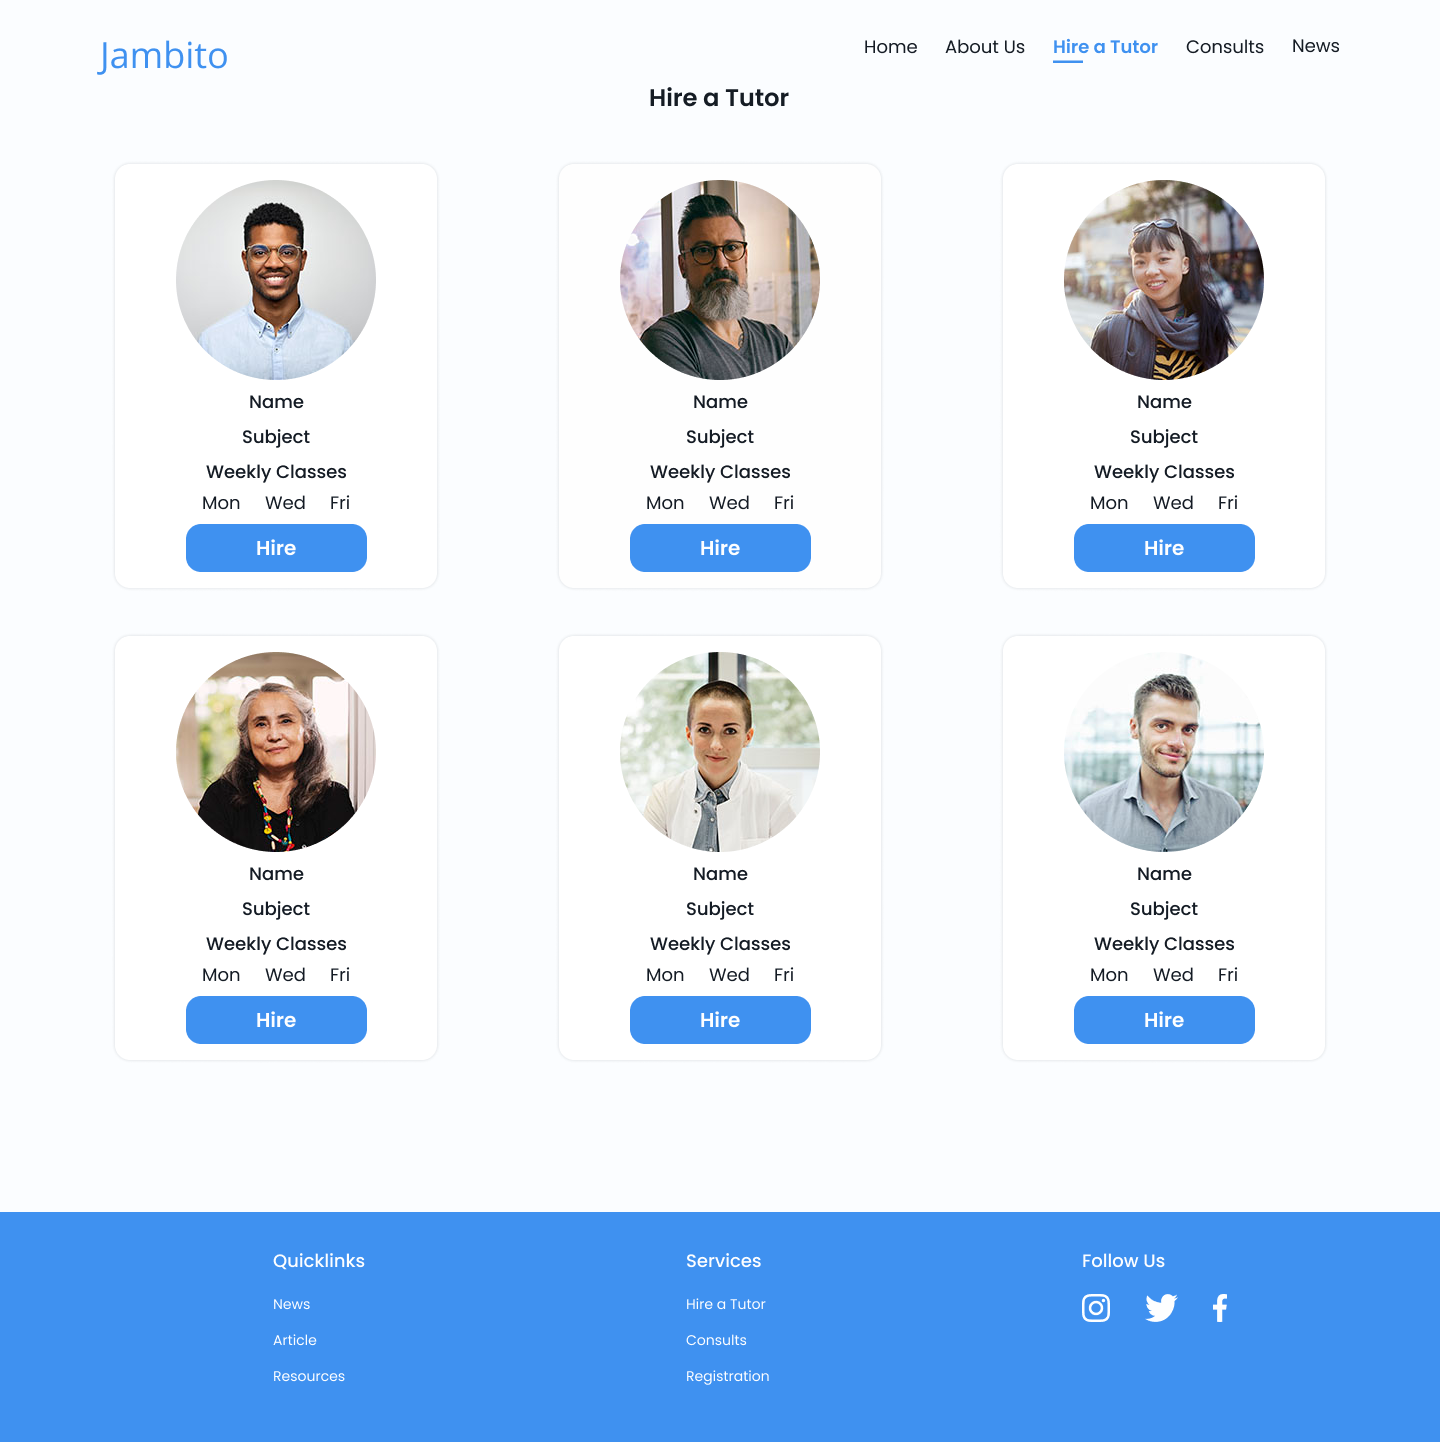 Jambito
Home About Us Hire a Tutor Consults News
Hire a Tutor
Name Name Name
Subject Subject Subject
Weekly Classes Weekly Classes Weekly Classes
Mon Wed Fri Mon Wed Fri Mon Wed Fri
Hire Hire Hire
Name Name Name
Subject Subject Subject
Weekly Classes Weekly Classes Weekly Classes
Mon Wed Fri Mon Wed Fri Mon Wed Fri
Hire Hire Hire
Quicklinks Services Follow Us
News Hire a Tutor
Article Consults
Resources Registration